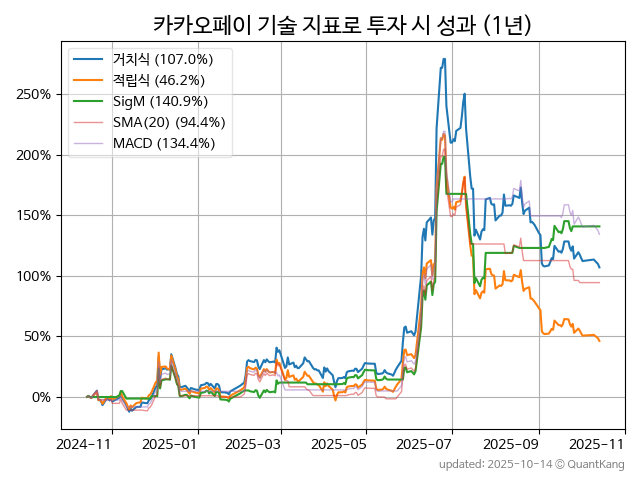 카카오페이 기술 지표로 투자 시 성과 (1년)
거치식 (107.0%)
적립식 (46.2%)
SigM (140.9%)
SMA(20) (94.4%)
MACD (134.4%)
250%
200%
150%
100%
50%
0%
2024-11 2025-01 2025-03 2025-05 2025-07 2025-09 2025-11
updated: 2025-10-14 © QuantKang